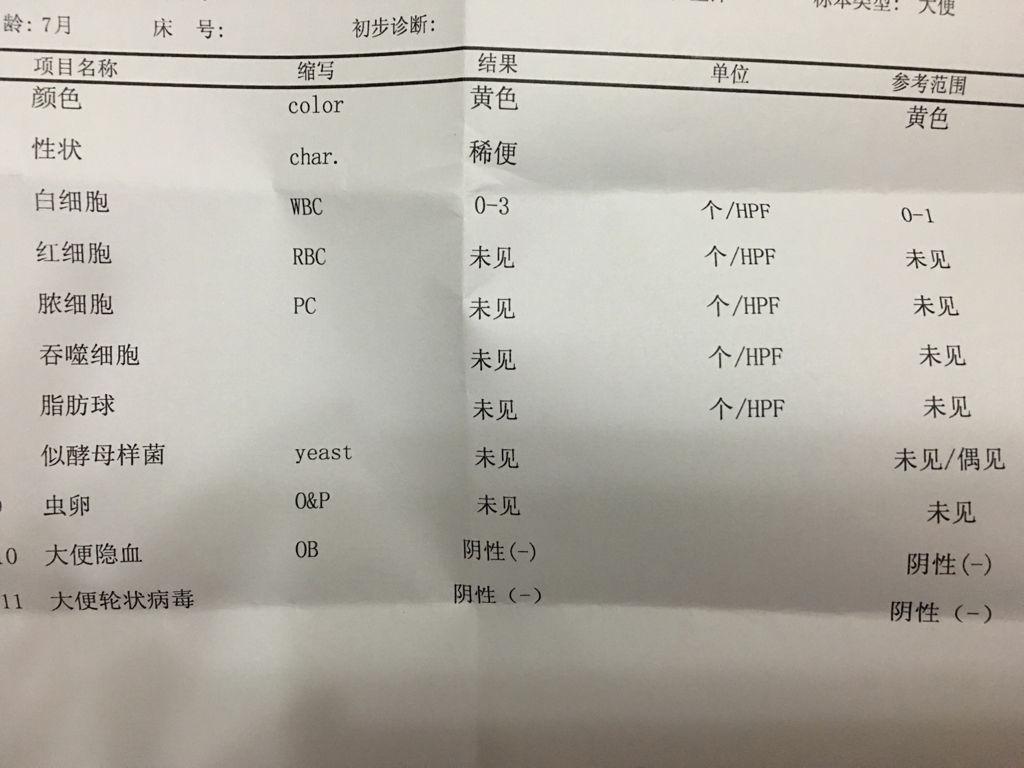 龄: 7月 床 号: 初步诊断: 标本类型: 大便
项目名称 缩写 结果 单位 参考范围
颜色 color 黄色 黄色
性状 char. 稀便
白细胞 WBC 0-3 个/HPF 0-1
红细胞 RBC 未见 个/HPF 未见
脓细胞 PC 未见 个/HPF 未见
吞噬细胞 未见 个/HPF 未见
脂肪球 未见 个/HPF 未见
似酵母样菌 yeast 未见 未见/偶见
虫卵 O&P 未见 未见
10 大便隐血 OB 阴性(-) 阴性(-)
11 大便轮状病毒 阴性 (-) 阴性 (-)